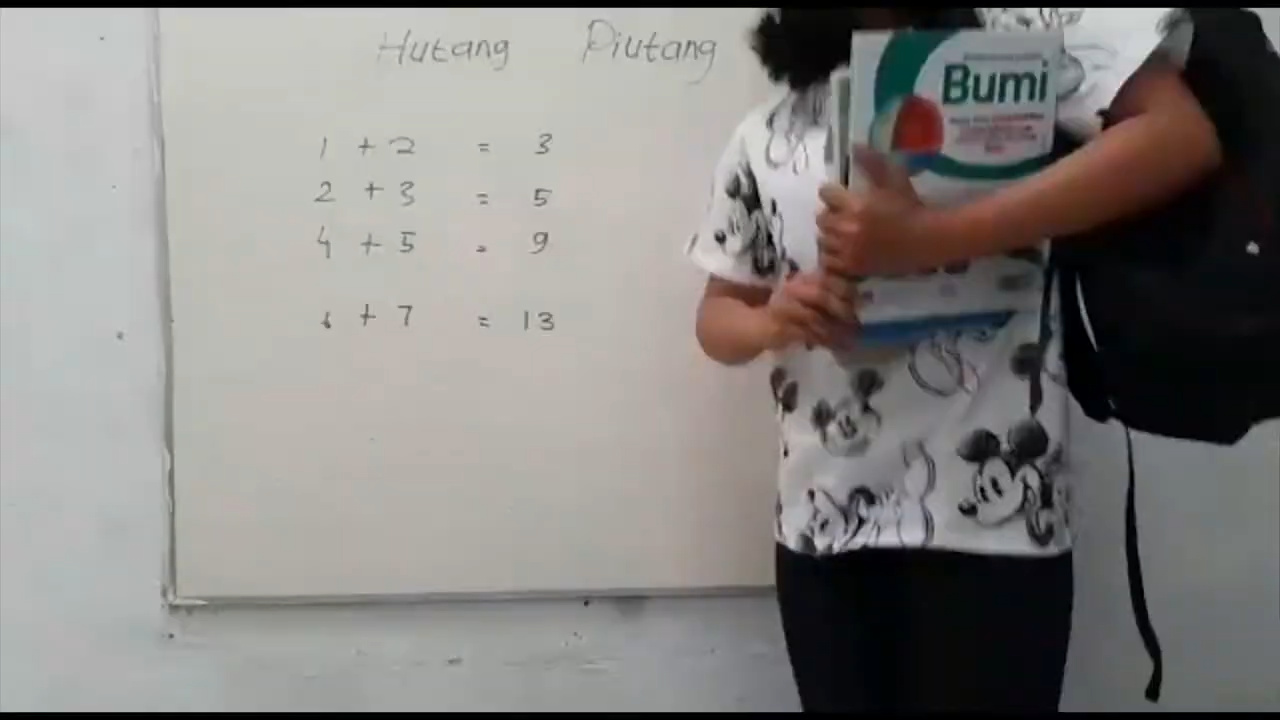 Hutang Piutang
1 + 2 = 3
2 + 3 = 5
4 + 5 = 9
+ 7 = 13
Bumi